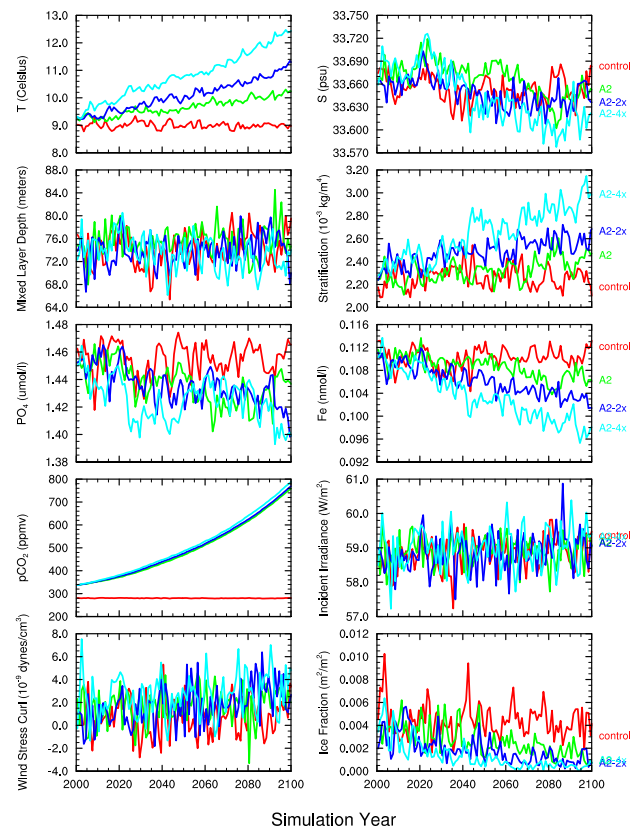 T (Celsius)
13.0
12.0
11.0
10.0
9.0
8.0
S (psu)
33.750
33.720
33.690
33.660
33.630
33.600
33.570
control
A2
A2-2x
A2-4x
Mixed Layer Depth (meters)
88.0
84.0
80.0
76.0
72.0
68.0
64.0
Stratification (10⁻³ kg/m⁴)
3.20
3.00
2.80
2.60
2.40
2.20
2.00
A2-4x
A2-2x
A2
control
PO₄ (umol/l)
1.48
1.46
1.44
1.42
1.40
1.38
Fe (nmol/l)
0.116
0.112
0.108
0.104
0.100
0.096
0.092
control
A2
A2-2x
A2-4x
pCO₂ (ppmv)
800
700
600
500
400
300
200
Incident Irradiance (W/m²)
61.0
60.0
59.0
58.0
57.0
control
A2-2x
Wind Stress Curl (10⁻⁹ dynes/cm³)
8.0
6.0
4.0
2.0
0.0
-2.0
-4.0
2000 2020 2040 2060 2080 2100
Ice Fraction (m²/m²)
0.012
0.010
0.008
0.006
0.004
0.002
0.000
2000 2020 2040 2060 2080 2100
control
A2
A2-2x
Simulation Year